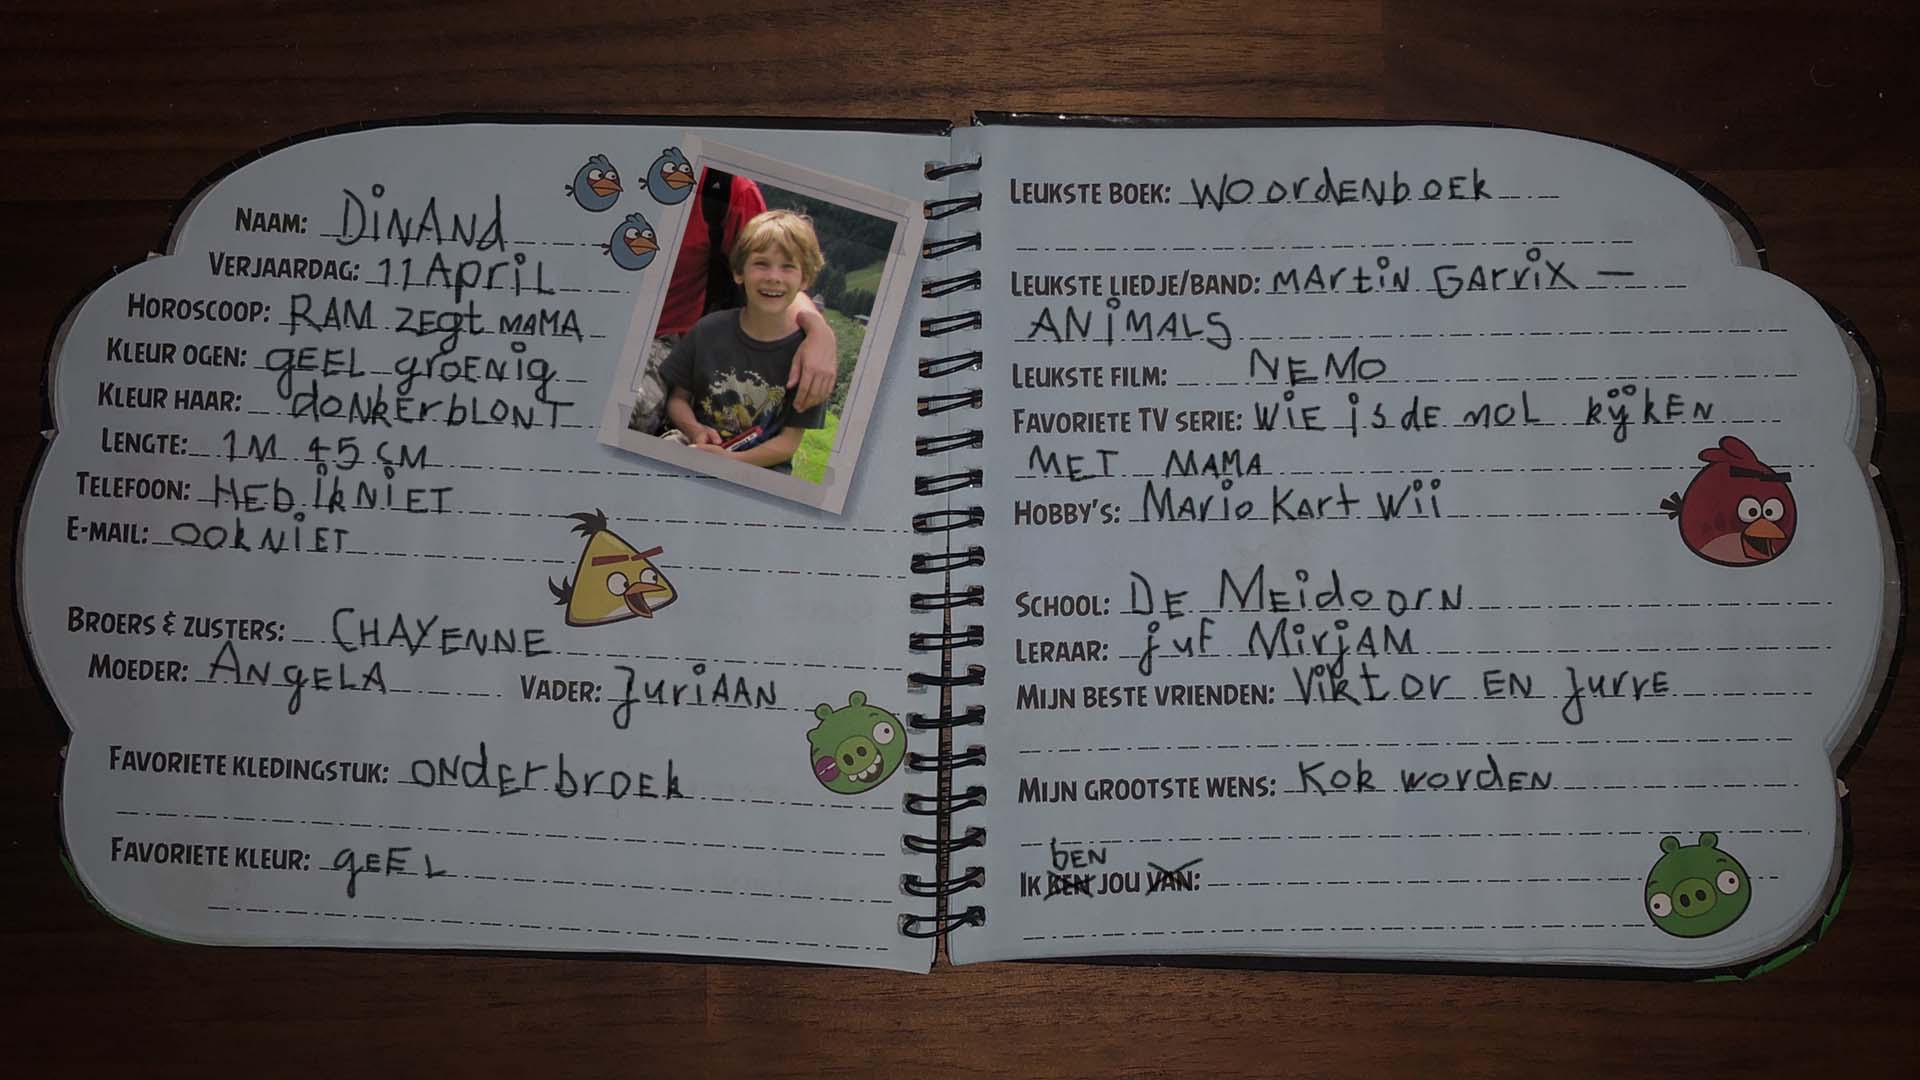 NAAM: DiNANd
VERJAARDAG: 11 ApriL
HOROSCOOP: RAM ZEgt MAMA
KLEUR OGEN: gEEL groENig
KLEUR HAAR: doNkErbLONT
LENGTE: 1M 45 CM
TELEFOON: HEb ik NiET
E-MAIL: ook NiET
BROERS & ZUSTERS: CHAYENNE
MOEDER: ANgELA VADER: JuriAAN
FAVORIETE KLEDINGSTUK: ONdErbroEk
FAVORIETE KLEUR: gEEL
LEUKSTE BOEK: WoordENboEk
LEUKSTE LIEDJE/BAND: MArtiN GArriX —
ANiMALS
LEUKSTE FILM: NEMO
FAVORIETE TV SERIE: WiE is dE moL kijkEN
MET MAMA
HOBBY'S: Mario Kart Wii
SCHOOL: DE MEidoorN
LERAAR: juf MirjAM
MIJN BESTE VRIENDEN: Viktor EN JurrE
MIJN GROOTSTE WENS: Kok wordEN
bEN
IK KEN JOU VAN: